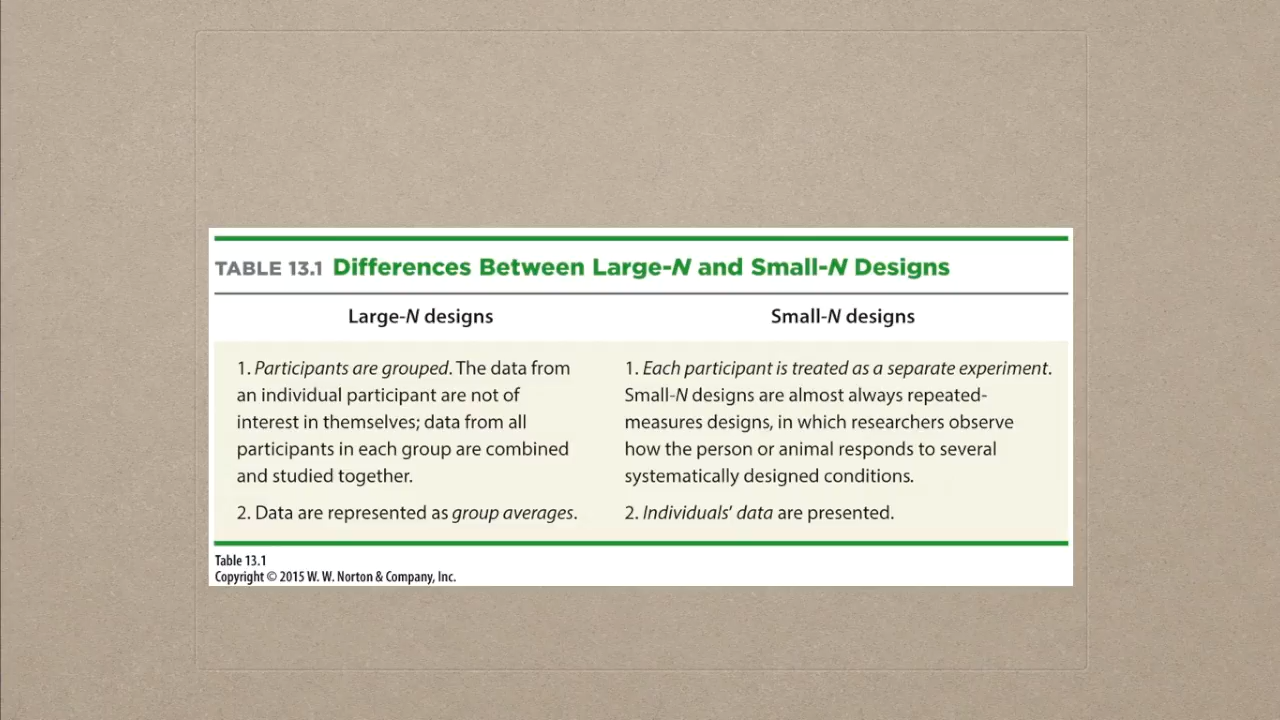 TABLE 13.1 Differences Between Large-N and Small-N Designs
Large-N designs
Small-N designs
1. Participants are grouped. The data from
an individual participant are not of
interest in themselves; data from all
participants in each group are combined
and studied together.
2. Data are represented as group averages.
1. Each participant is treated as a separate experiment.
Small-N designs are almost always repeated-
measures designs, in which researchers observe
how the person or animal responds to several
systematically designed conditions.
2. Individuals' data are presented.
Table 13.1
Copyright © 2015 W. W. Norton & Company, Inc.